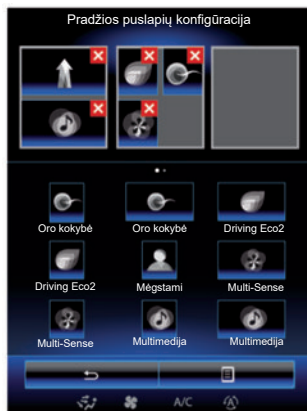 Pradžios puslapių konfigūracija
Oro kokybė
Oro kokybė
Driving Eco2
Driving Eco2
Mėgstami
Multi-Sense
Multi-Sense
Multimedija
Multimedija
A/C
A